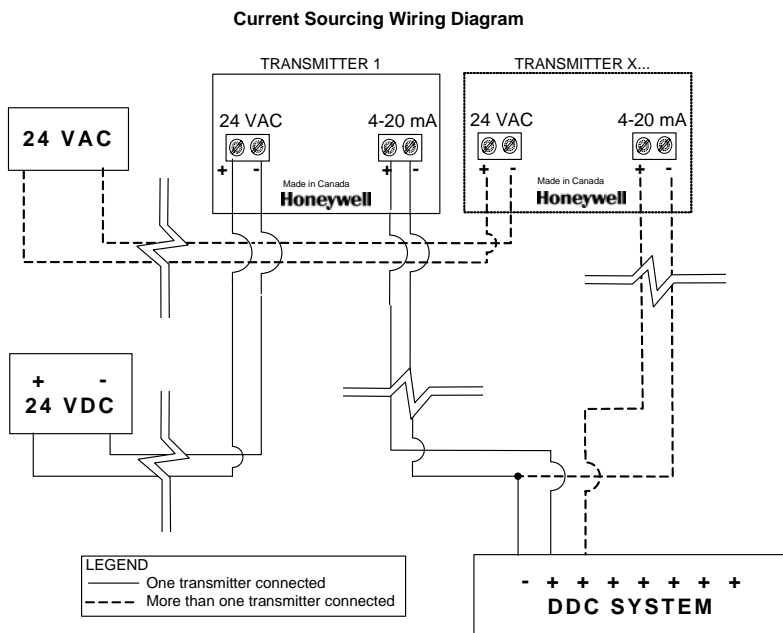 Current Sourcing Wiring Diagram
TRANSMITTER 1
TRANSMITTER X...
24 VAC
24 VAC
4-20 mA
24 VAC
4-20 mA
+ -
+ -
+ -
+ -
Made in Canada
Honeywell
Made in Canada
Honeywell
+ -
24 VDC
LEGEND
One transmitter connected
More than one transmitter connected
- + + + + + + +
DDC SYSTEM